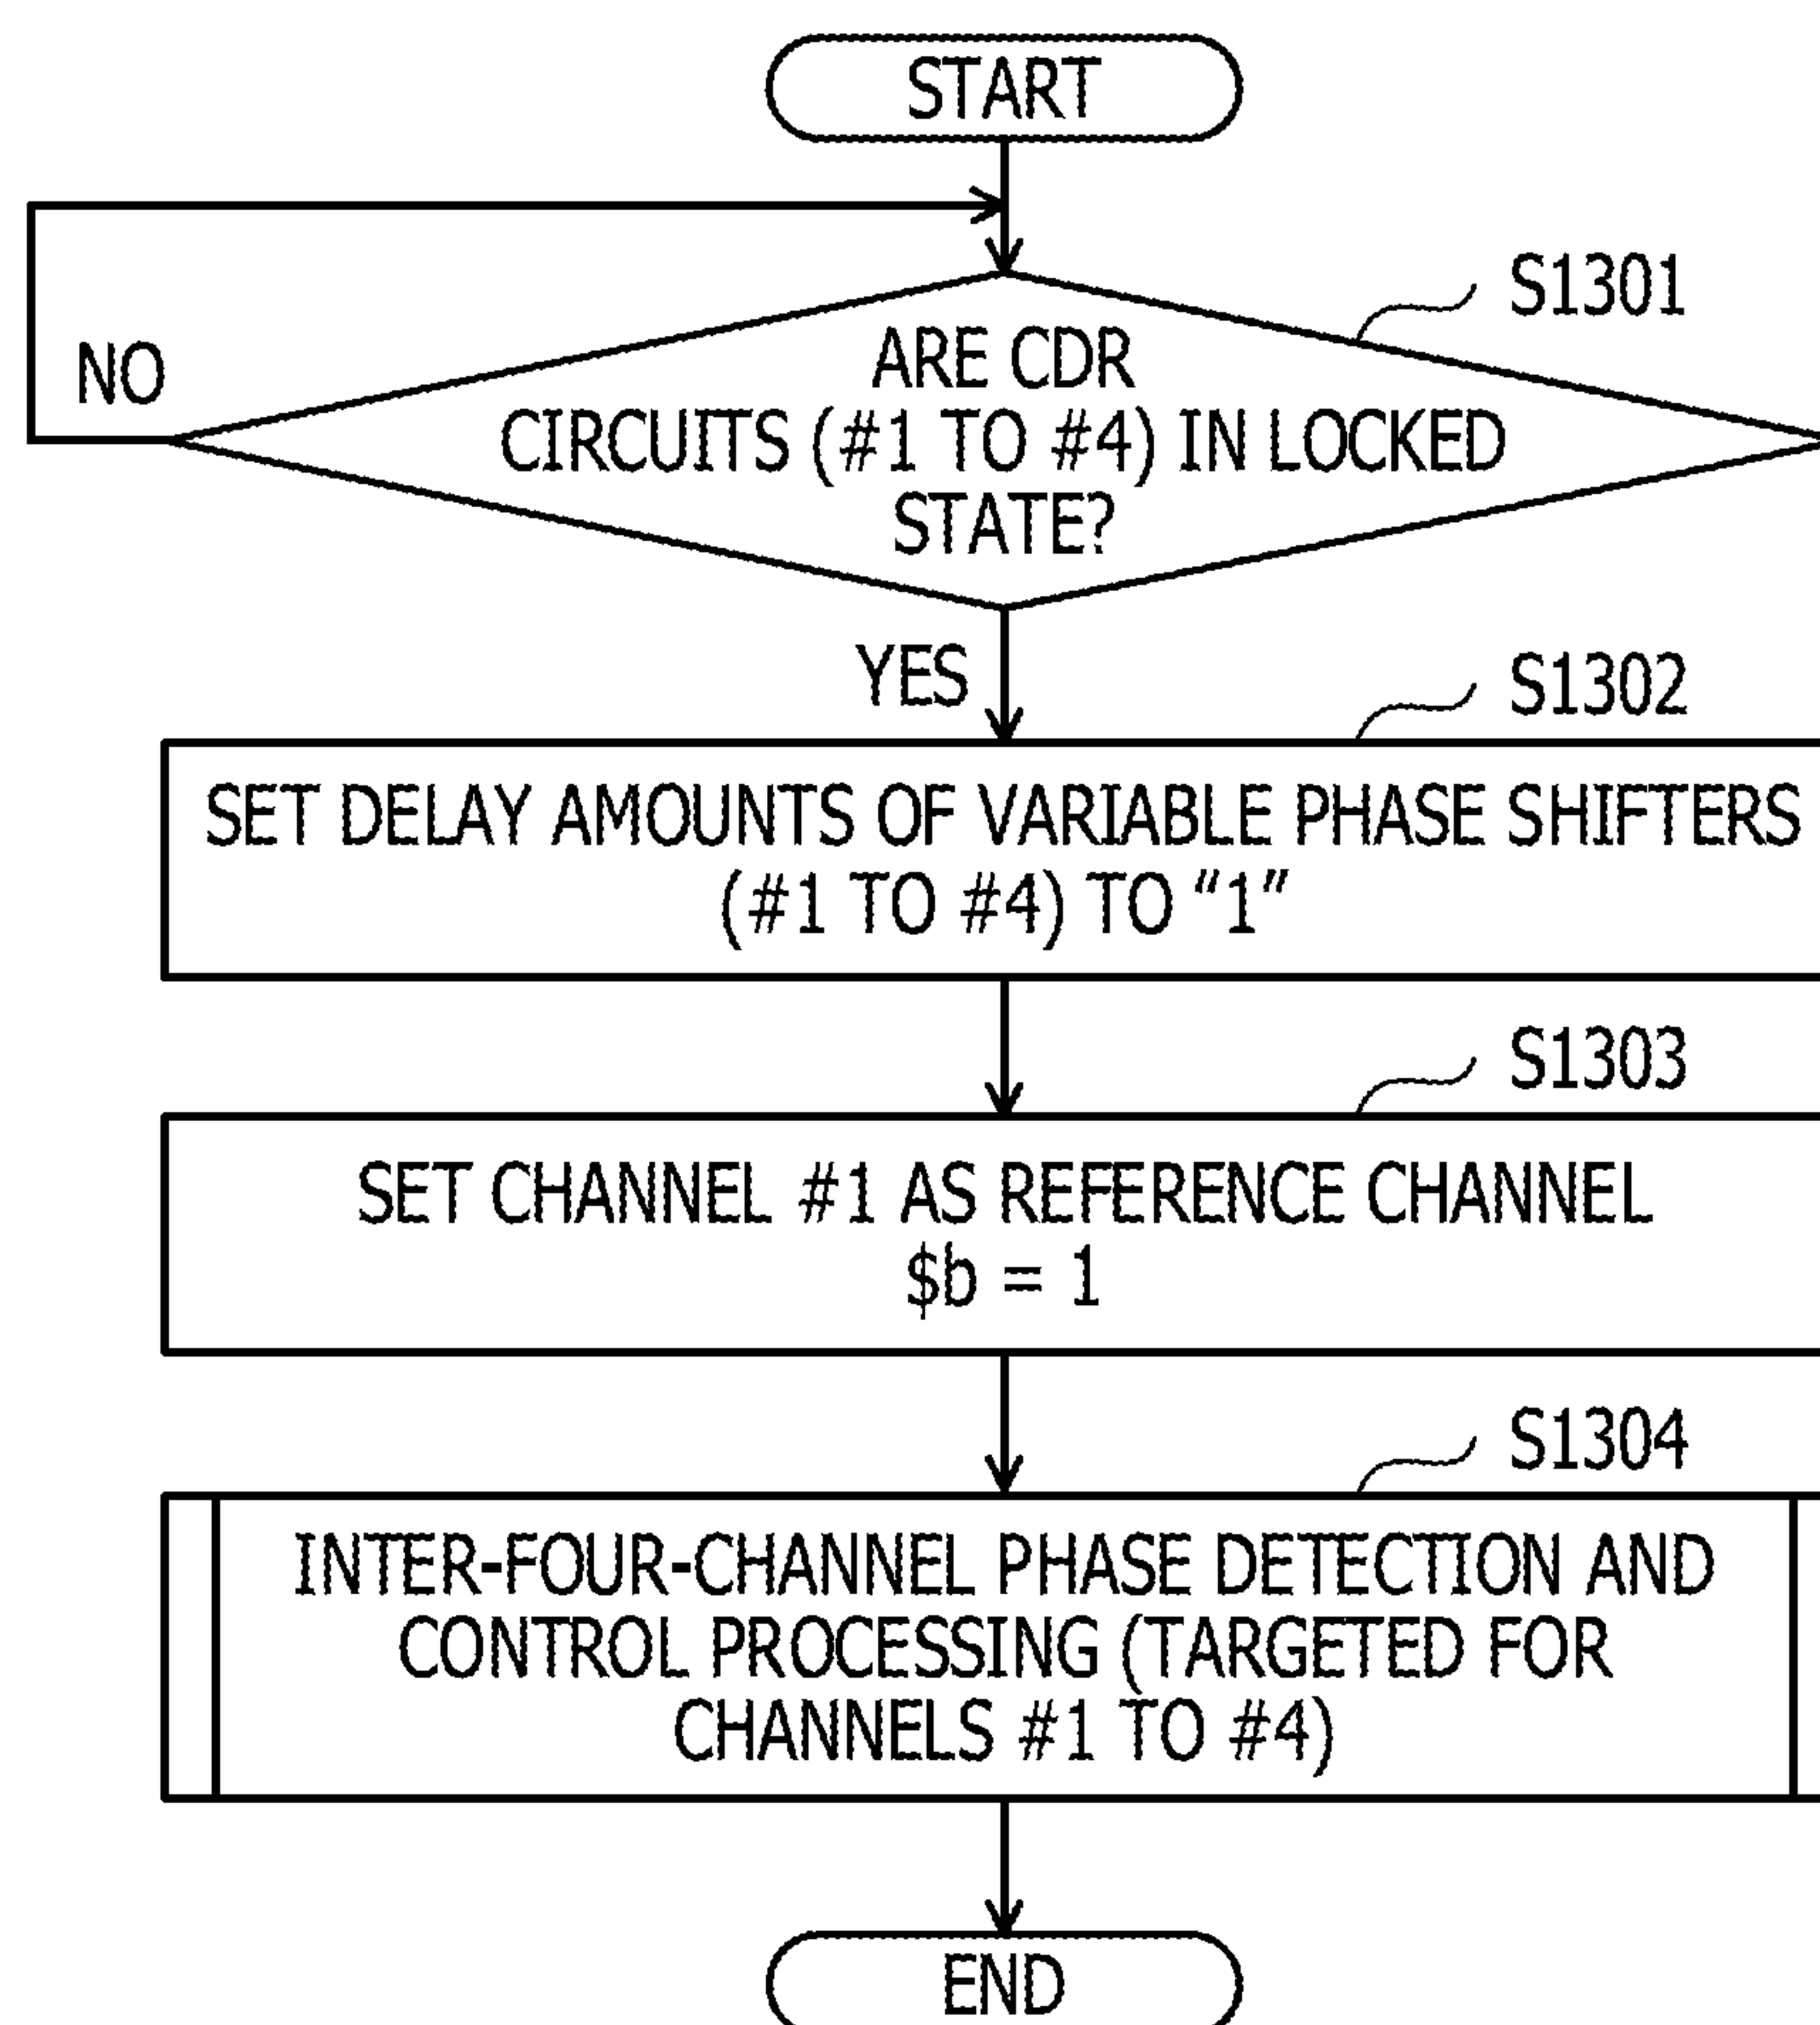 START
S1301
NO
ARE CDR
CIRCUITS (#1 TO #4) IN LOCKED
STATE?
YES
S1302
SET DELAY AMOUNTS OF VARIABLE PHASE SHIFTERS
(#1 TO #4) TO "1"
S1303
SET CHANNEL #1 AS REFERENCE CHANNEL
$b = 1
S1304
INTER-FOUR-CHANNEL PHASE DETECTION AND
CONTROL PROCESSING (TARGETED FOR
CHANNELS #1 TO #4)
END